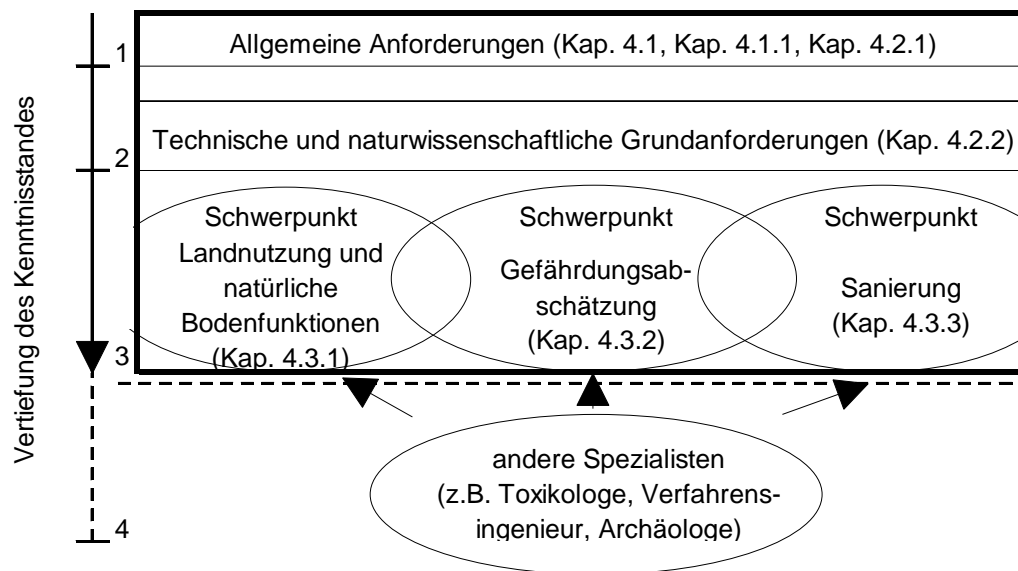 Vertiefung des Kenntnisstandes
1
Allgemeine Anforderungen (Kap. 4.1, Kap. 4.1.1, Kap. 4.2.1)
Technische und naturwissenschaftliche Grundanforderungen (Kap. 4.2.2)
2
Schwerpunkt
Landnutzung und
natürliche
Bodenfunktionen
(Kap. 4.3.1)
Schwerpunkt
Gefährdungsab-
schätzung
(Kap. 4.3.2)
Schwerpunkt
Sanierung
(Kap. 4.3.3)
3
andere Spezialisten
(z.B. Toxikologe, Verfahrens-
ingenieur, Archäologe)
4